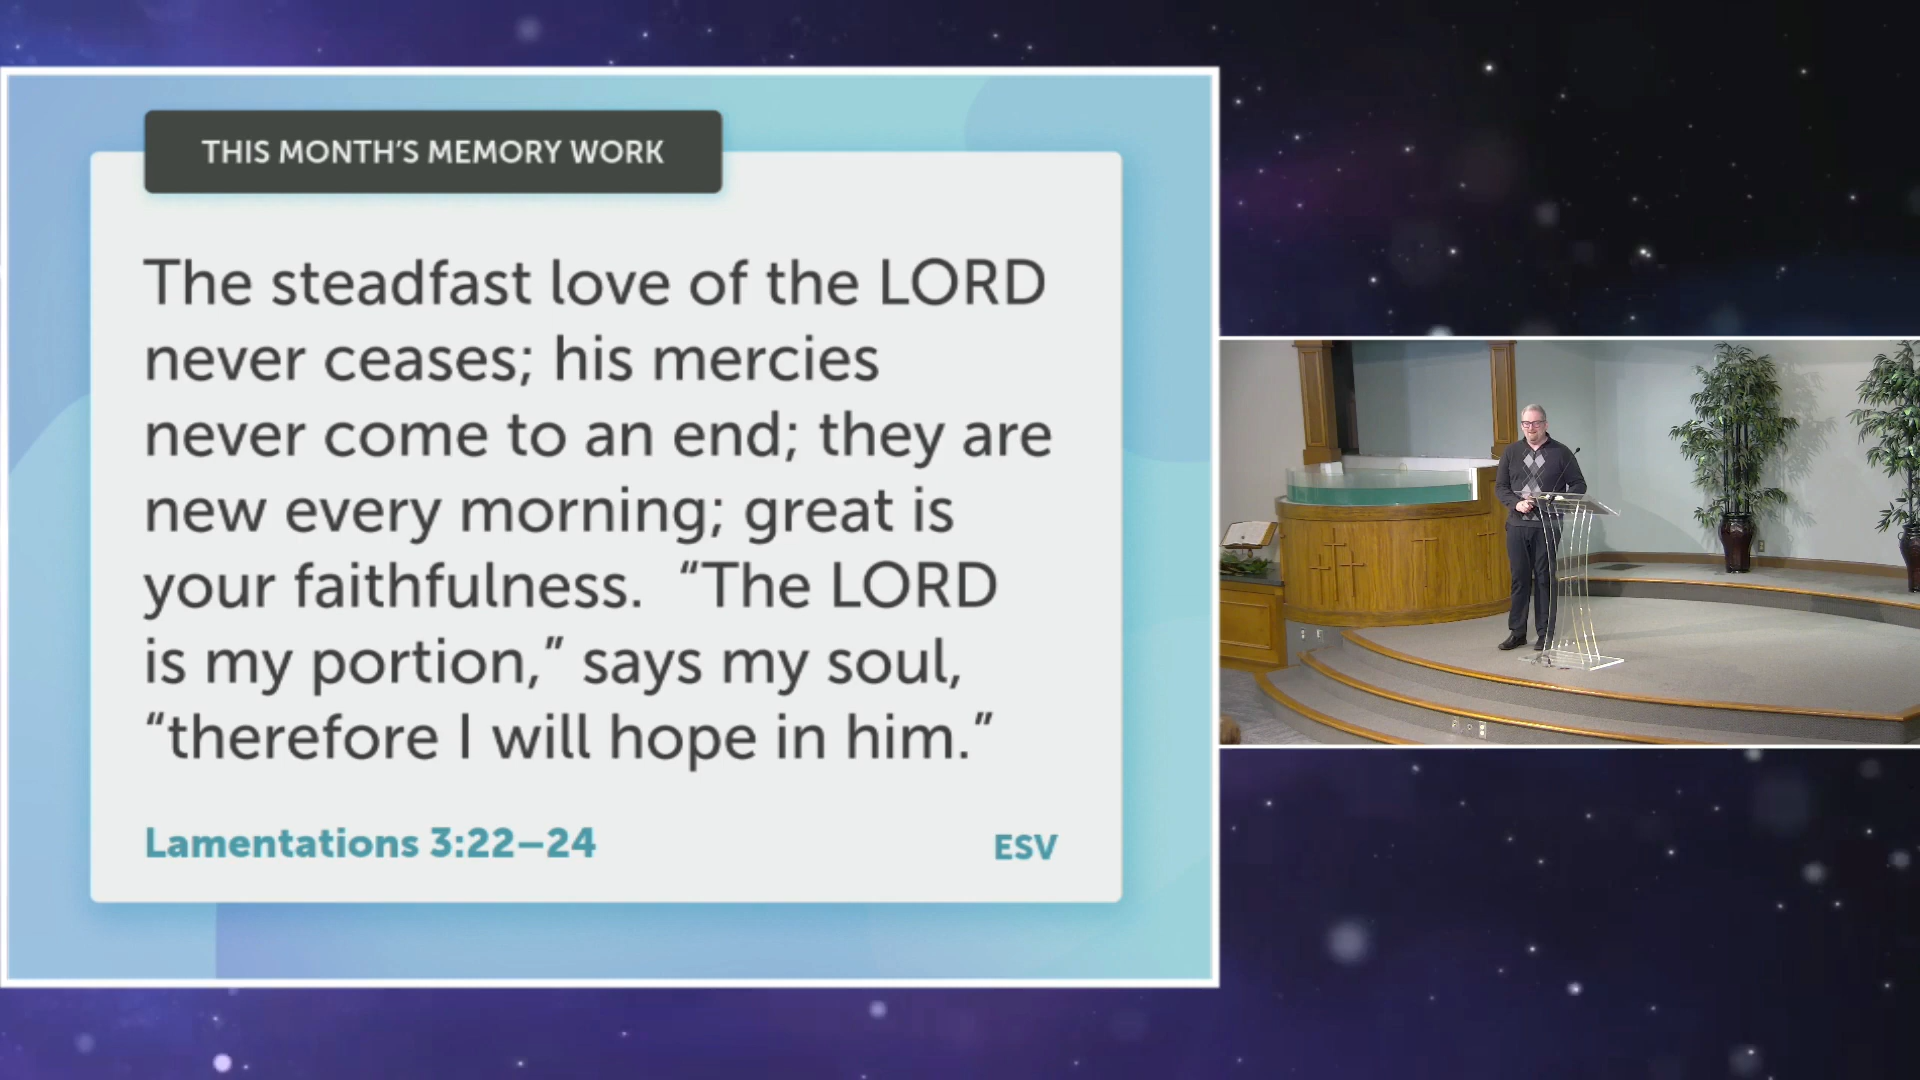 THIS MONTH’S MEMORY WORK
The steadfast love of the LORD
never ceases; his mercies
never come to an end; they are
new every morning; great is
your faithfulness.  “The LORD
is my portion,” says my soul,
“therefore I will hope in him.”
Lamentations 3:22–24
ESV